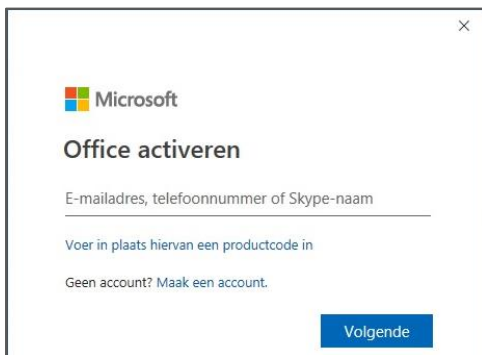 Microsoft
Office activeren
E-mailadres, telefoonnummer of Skype-naam
Voer in plaats hiervan een productcode in
Geen account? Maak een account.
Volgende